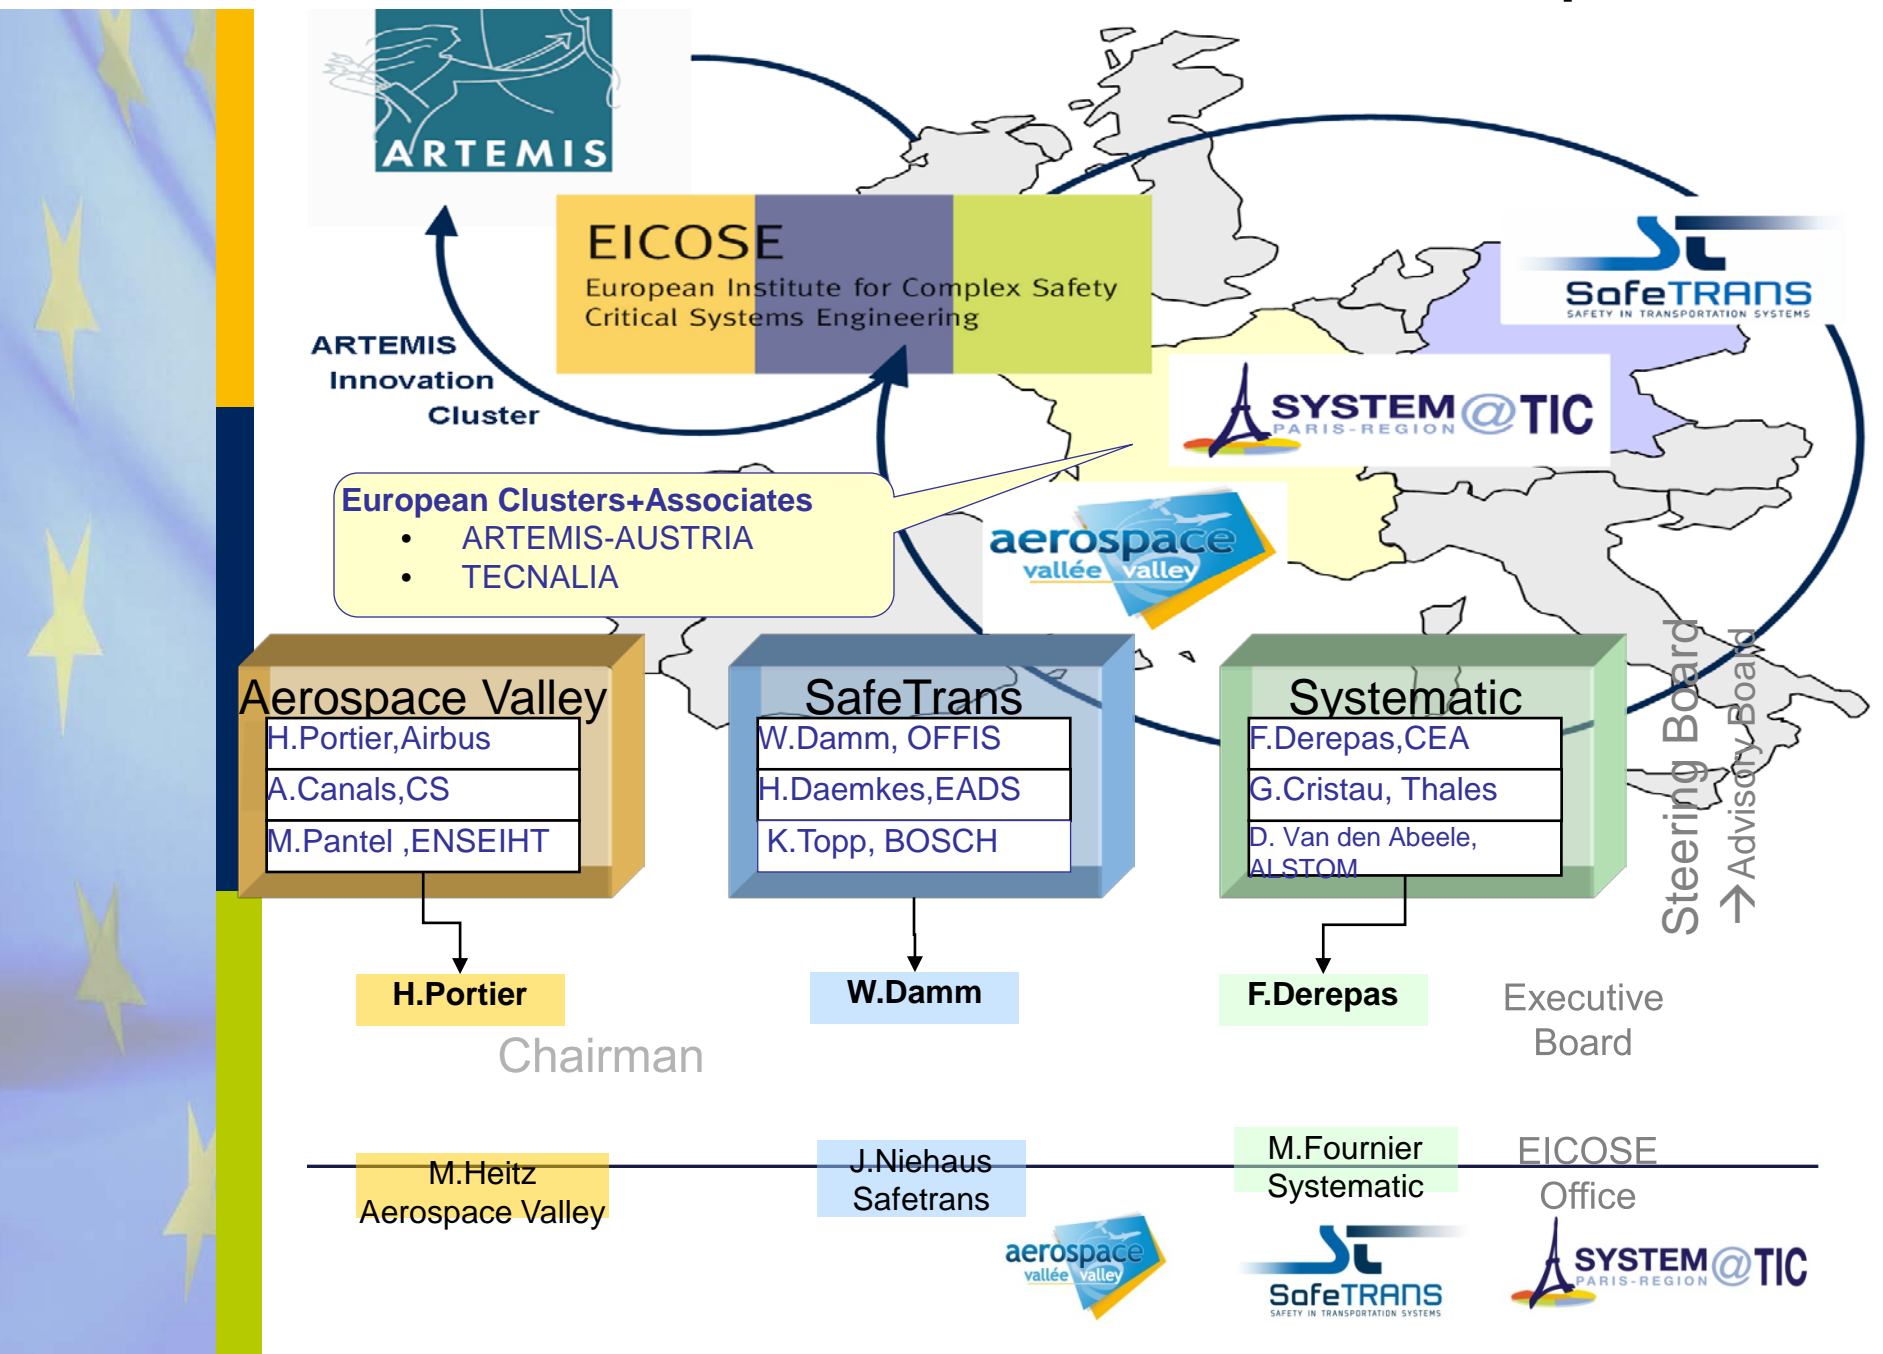 ARTEMIS
EICOSE
European Institute for Complex Safety
Critical Systems Engineering
ST
SafeTRANS
SAFETY IN TRANSPORTATION SYSTEMS
ARTEMIS
Innovation
Cluster
SYSTEM@TIC
PARIS-REGION
European Clusters+Associates
• ARTEMIS-AUSTRIA
• TECNALIA
aerospace
vallée valley
Aerospace Valley
H.Portier,Airbus
A.Canals,CS
M.Pantel ,ENSEIHT
SafeTrans
W.Damm, OFFIS
H.Daemkes,EADS
K.Topp, BOSCH
Systematic
F.Derepas,CEA
G.Cristau, Thales
D. Van den Abeele,
ALSTOM
Steering Board
→Advisory Board
H.Portier
W.Damm
F.Derepas
Executive
Board
Chairman
M.Heitz
Aerospace Valley
J.Niehaus
Safetrans
M.Fournier
Systematic
EICOSE
Office
aerospace
vallée valley
ST
SafeTRANS
SAFETY IN TRANSPORTATION SYSTEMS
SYSTEM@TIC
PARIS-REGION